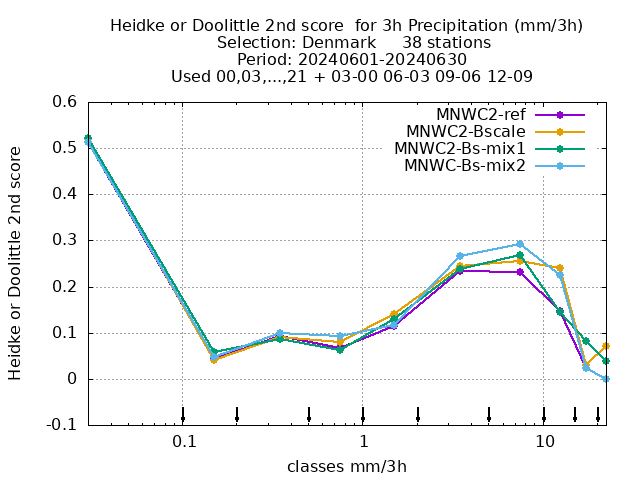 Heidke or Doolittle 2nd score  for 3h Precipitation (mm/3h)
Selection: Denmark     38 stations
Period: 20240601-20240630
Used 00,03,...,21 + 03-00 06-03 09-06 12-09
Heidke or Doolittle 2nd score
0.6
0.5
0.4
0.3
0.2
0.1
0
-0.1
MNWC2-ref
MNWC2-Bscale
MNWC2-Bs-mix1
MNWC-Bs-mix2
0.1
1
10
classes mm/3h